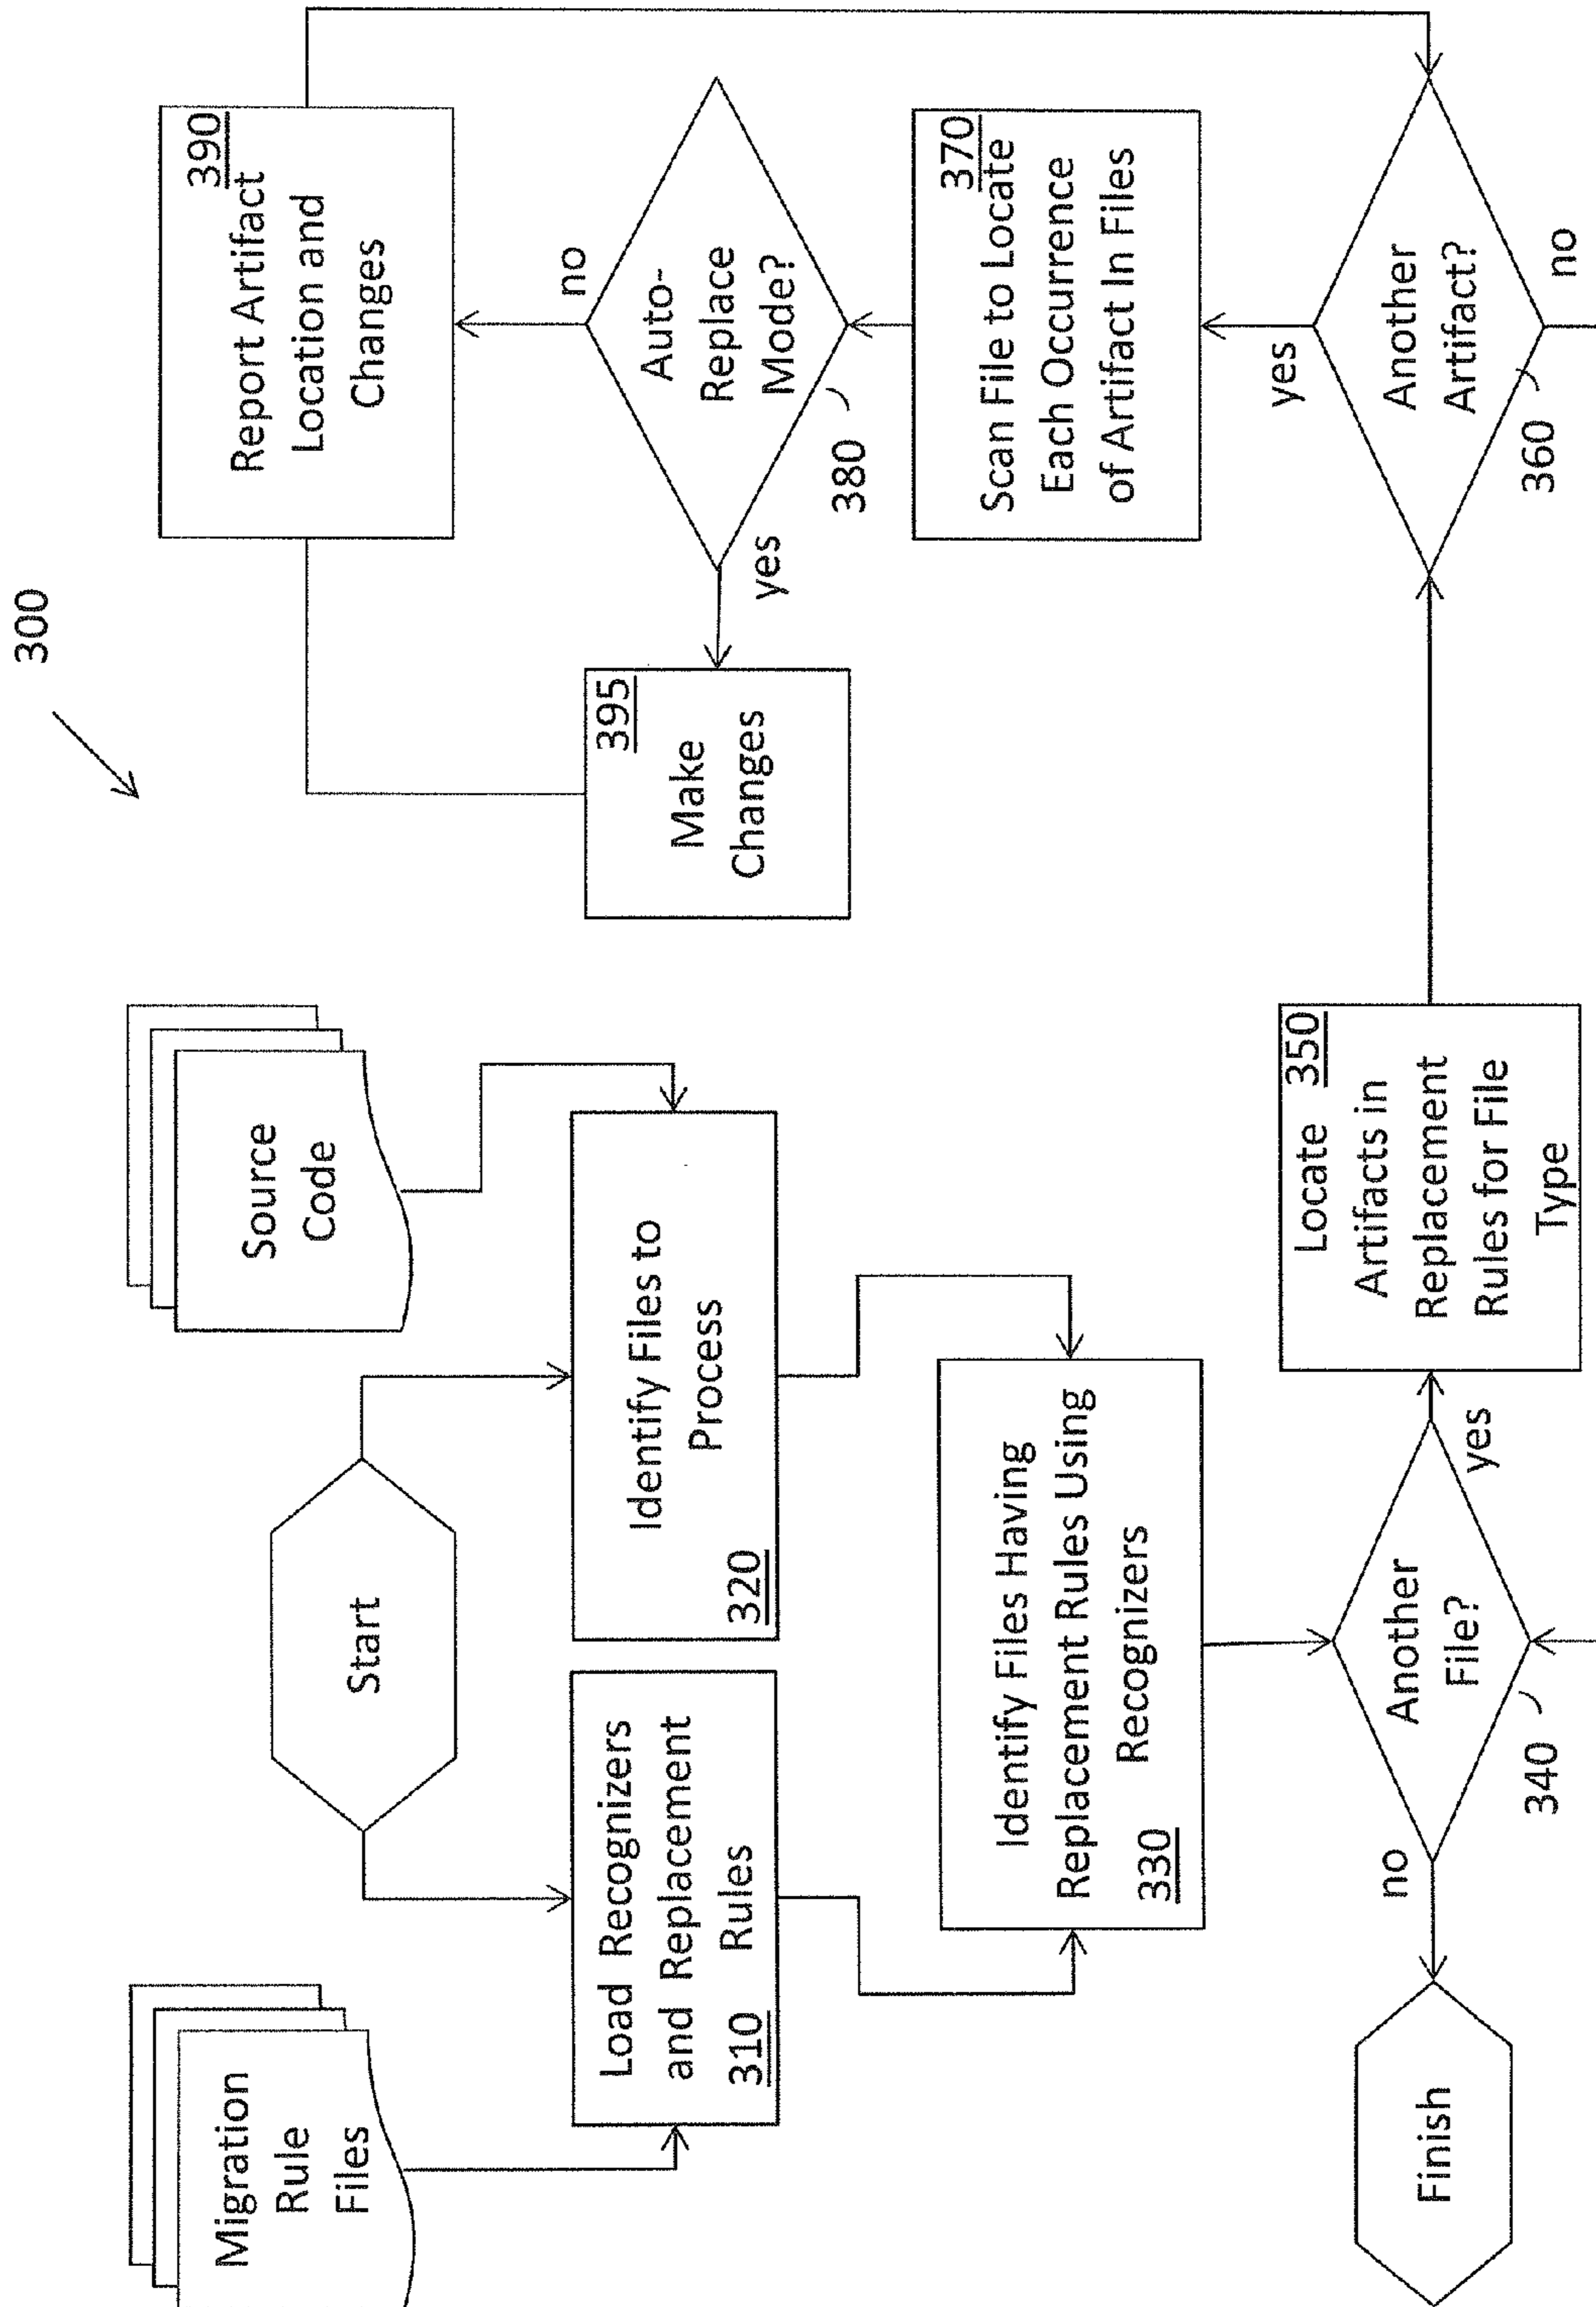 300
Migration
Rule
Files
Start
Source
Code
Load Recognizers
and Replacement
310 Rules
Identify Files to
Process
320
Identify Files Having
Replacement Rules Using
Recognizers
330
Another
File?
340
no
yes
Finish
Locate 350
Artifacts in
Replacement
Rules for File
Type
Another
Artifact?
360
yes
no
370
Scan File to Locate
Each Occurrence
of Artifact In Files
Auto-
Replace
Mode?
380
yes
no
395
Make
Changes
390
Report Artifact
Location and
Changes